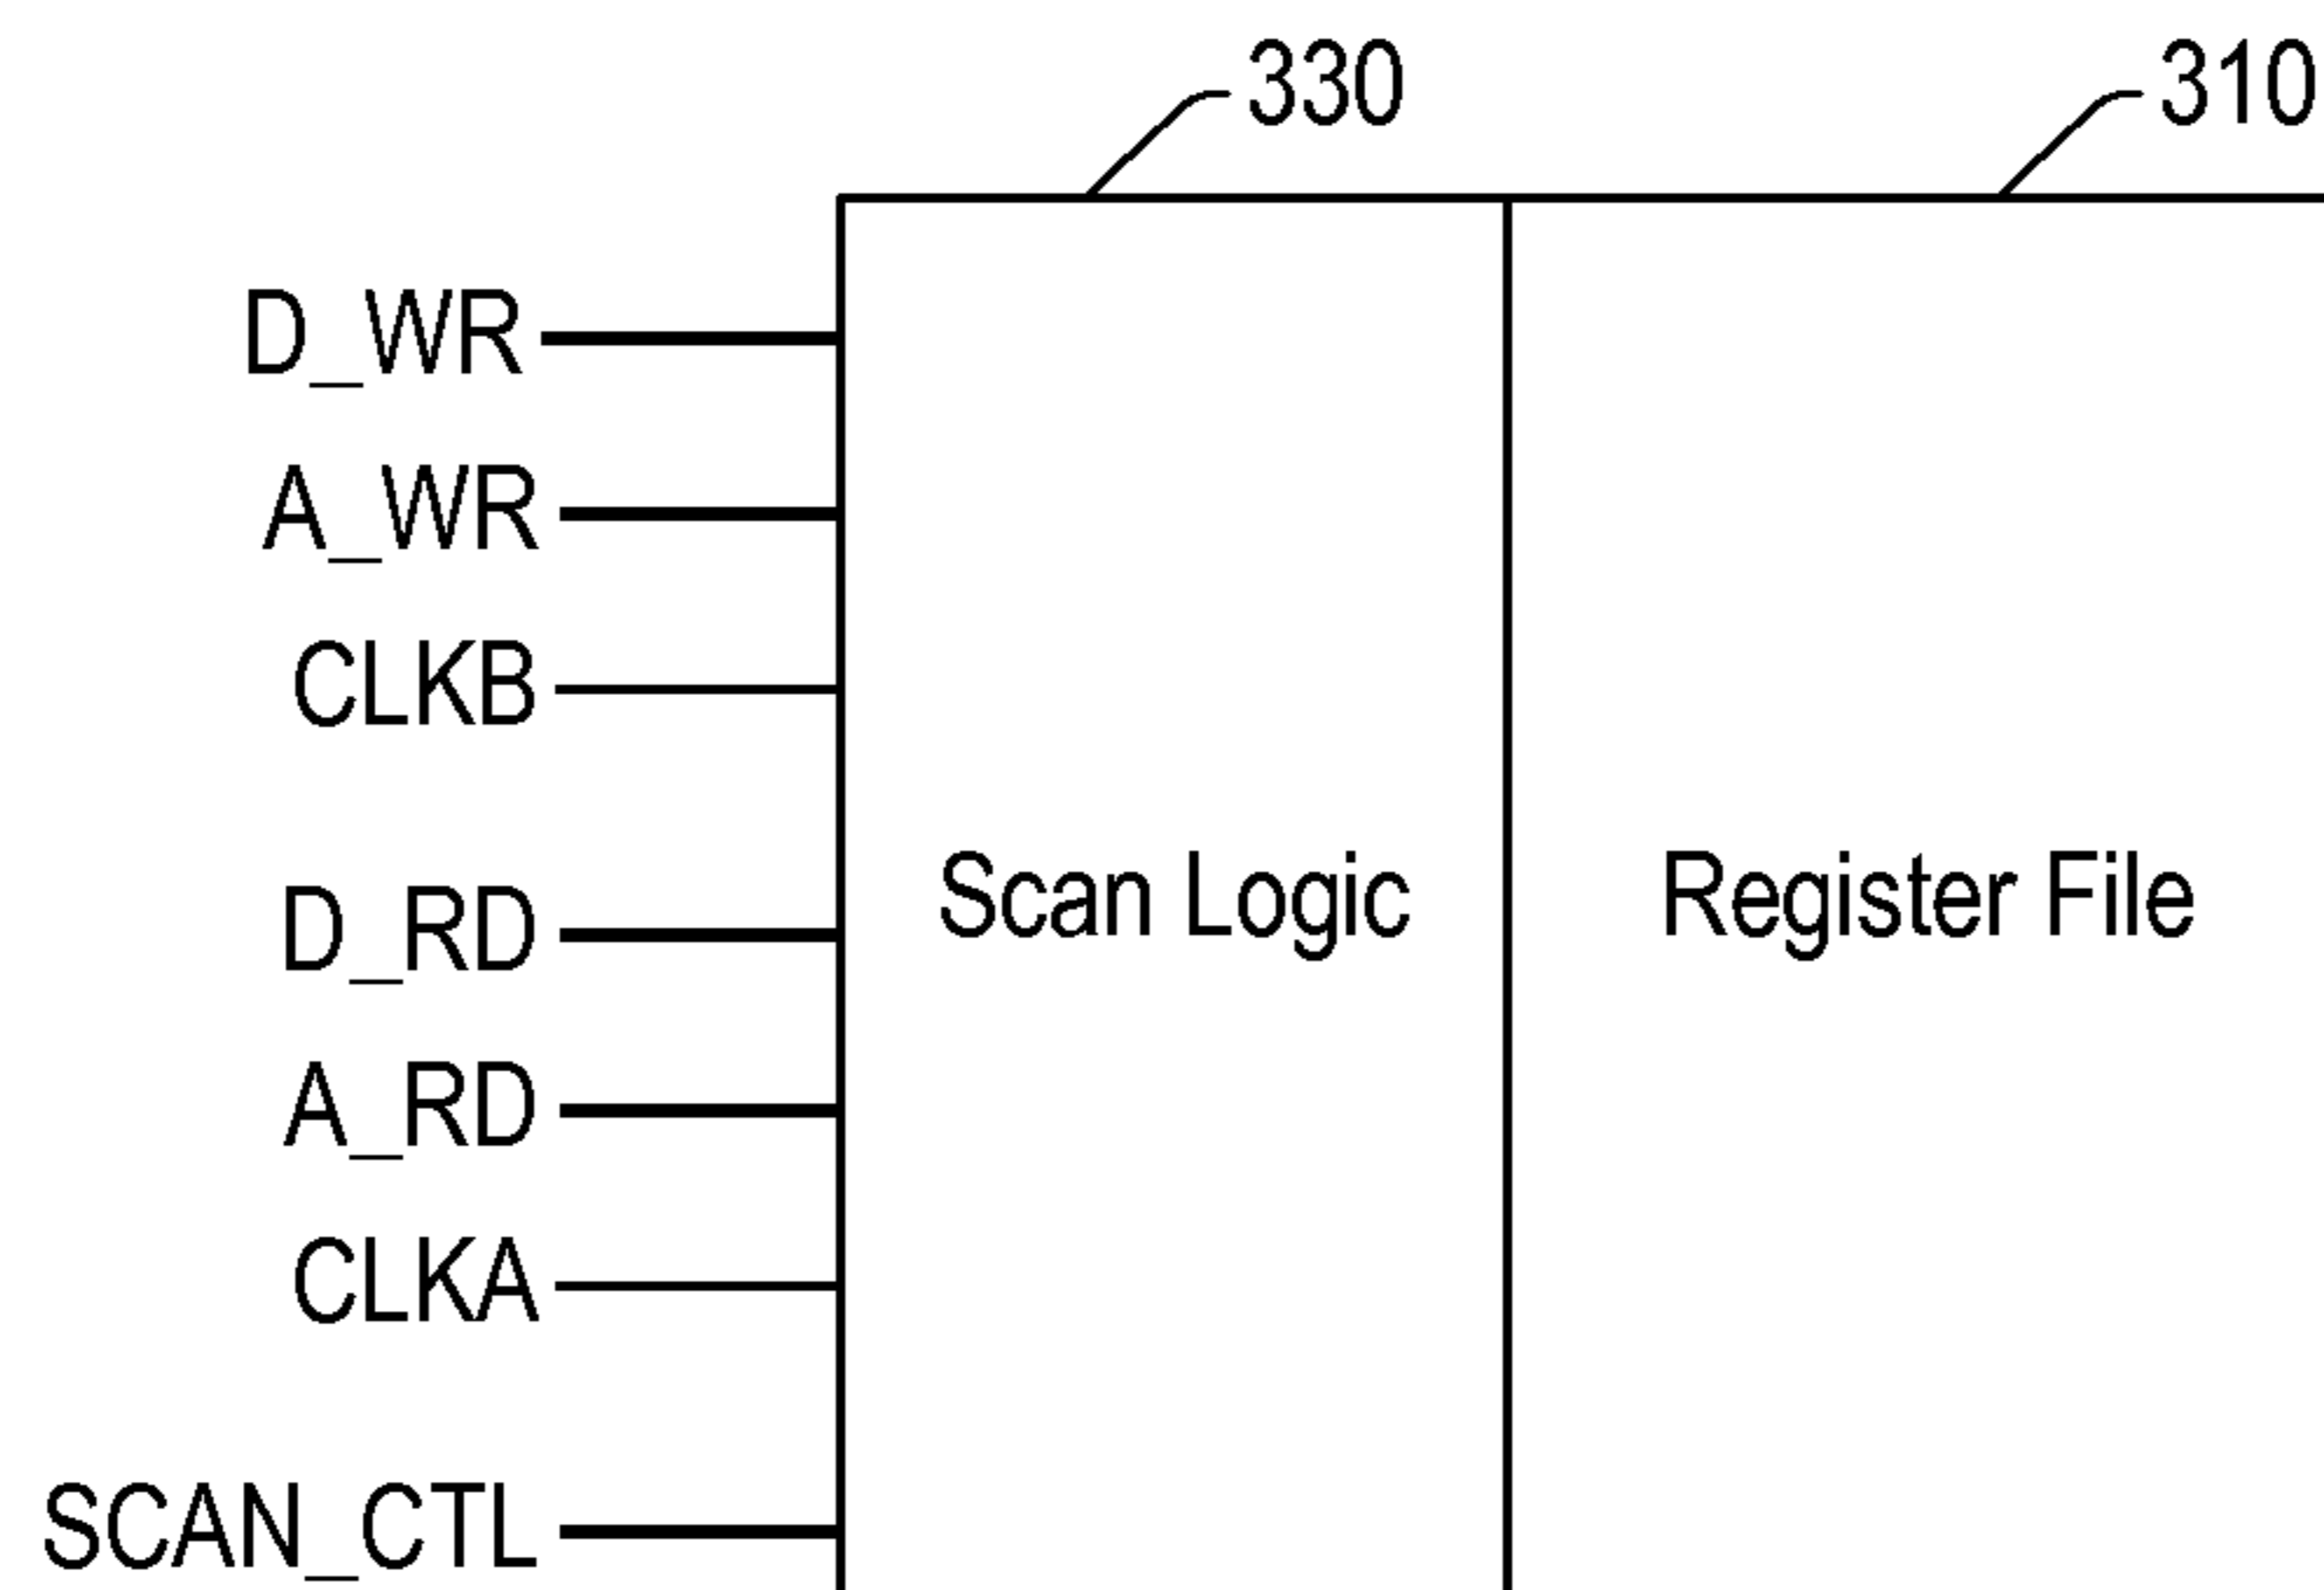 330
310
D_WR
A_WR
CLKB
D_RD
Scan Logic
Register File
A_RD
CLKA
SCAN_CTL